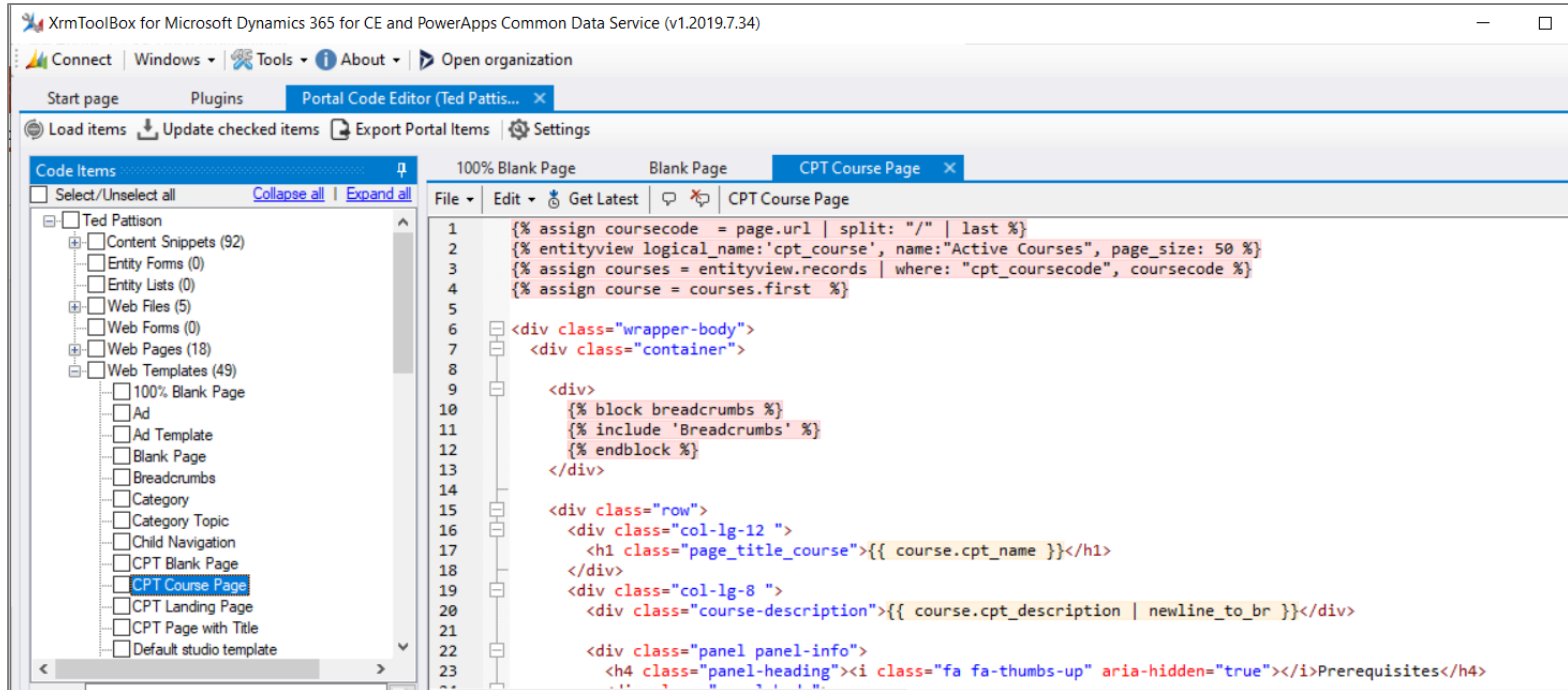 XrmToolBox for Microsoft Dynamics 365 for CE and PowerApps Common Data Service (v1.2019.7.34)
Connect Windows Tools About Open organization
Start page Plugins Portal Code Editor (Ted Pattis...
Load items Update checked items Export Portal Items Settings
Code Items
Select/Unselect all Collapse all | Expand all
Ted Pattison
Content Snippets (92)
Entity Forms (0)
Entity Lists (0)
Web Files (5)
Web Forms (0)
Web Pages (18)
Web Templates (49)
100% Blank Page
Ad
Ad Template
Blank Page
Breadcrumbs
Category
Category Topic
Child Navigation
CPT Blank Page
CPT Course Page
CPT Landing Page
CPT Page with Title
Default studio template
100% Blank Page Blank Page CPT Course Page
File Edit Get Latest CPT Course Page
1 {% assign coursecode  = page.url | split: "/" | last %}
2 {% entityview logical_name:'cpt_course', name:"Active Courses", page_size: 50 %}
3 {% assign courses = entityview.records | where: "cpt_coursecode", coursecode %}
4 {% assign course = courses.first  %}
5
6 <div class="wrapper-body">
7 <div class="container">
8
9 <div>
10 {% block breadcrumbs %}
11 {% include 'Breadcrumbs' %}
12 {% endblock %}
13 </div>
14
15 <div class="row">
16 <div class="col-lg-12 ">
17 <h1 class="page_title_course">{{ course.cpt_name }}</h1>
18 </div>
19 <div class="col-lg-8 ">
20 <div class="course-description">{{ course.cpt_description | newline_to_br }}</div>
21
22 <div class="panel panel-info">
23 <h4 class="panel-heading"><i class="fa fa-thumbs-up" aria-hidden="true"></i>Prerequisites</h4>